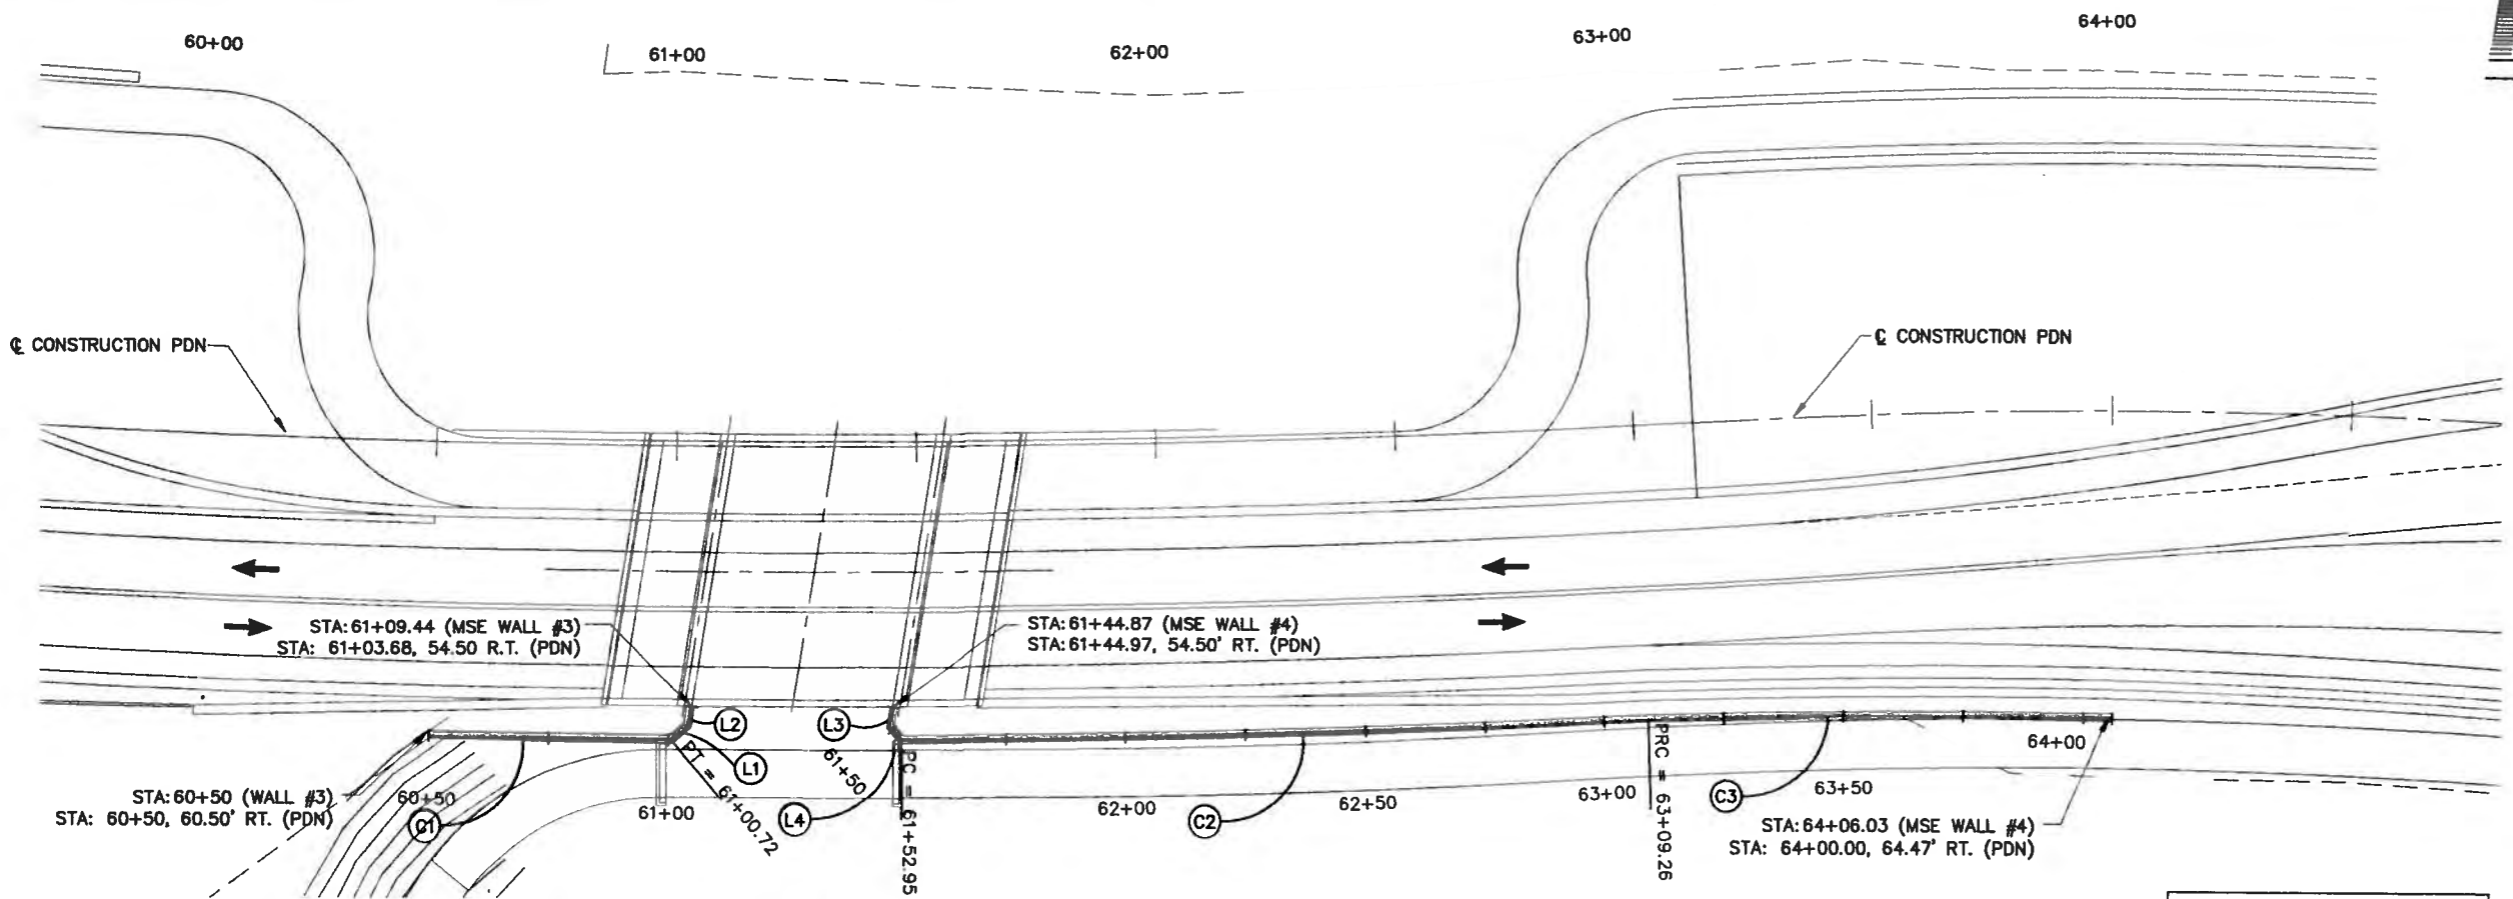 60+00
61+00
62+00
63+00
64+00
℄ CONSTRUCTION PDN
℄ CONSTRUCTION PDN
STA:61+09.44 (MSE WALL #3)
STA: 61+03.68, 54.50 R.T. (PDN)
STA:61+44.87 (MSE WALL #4)
STA:61+44.97, 54.50' RT. (PDN)
L2
L3
L1
L4
STA:60+50 (WALL #3)
STA: 60+50, 60.50' RT. (PDN)
60+50
C1
61+00
PT = 61+00.72
61+50
PC = 61+52.95
62+00
C2
62+50
63+00
PRC = 63+09.26
C3
63+50
64+00
STA:64+06.03 (MSE WALL #4)
STA: 64+00.00, 64.47' RT. (PDN)